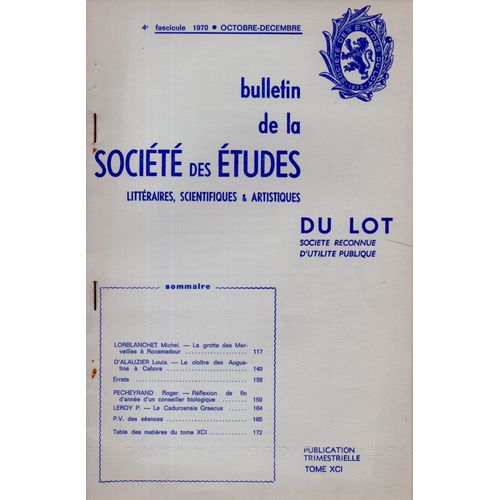 4e fascicule 1970 • OCTOBRE-DECEMBRE
bulletin
de la
SOCIÉTÉ DES ÉTUDES
LITTÉRAIRES, SCIENTIFIQUES & ARTISTIQUES
DU LOT
SOCIETE RECONNUE
D'UTILITE PUBLIQUE
sommaire
LORBLANCHET Michel. — La grotte des Mer-
veilles à Rocamadour .................... 117
D'ALAUZIER Louis. — Le cloître des Augus-
tins à Cahors .................... 149
Errata .................... 158
PECHEYRAND Roger. — Réflexion de fin
d'année d'un conseiller biologique .......... 159
LEROY P. — Le Cadurcensis Graecus ...... 164
P.V. des séances .................... 165
Table des matières du tome XCI .......... 172
PUBLICATION
TRIMESTRIELLE
TOME XCI